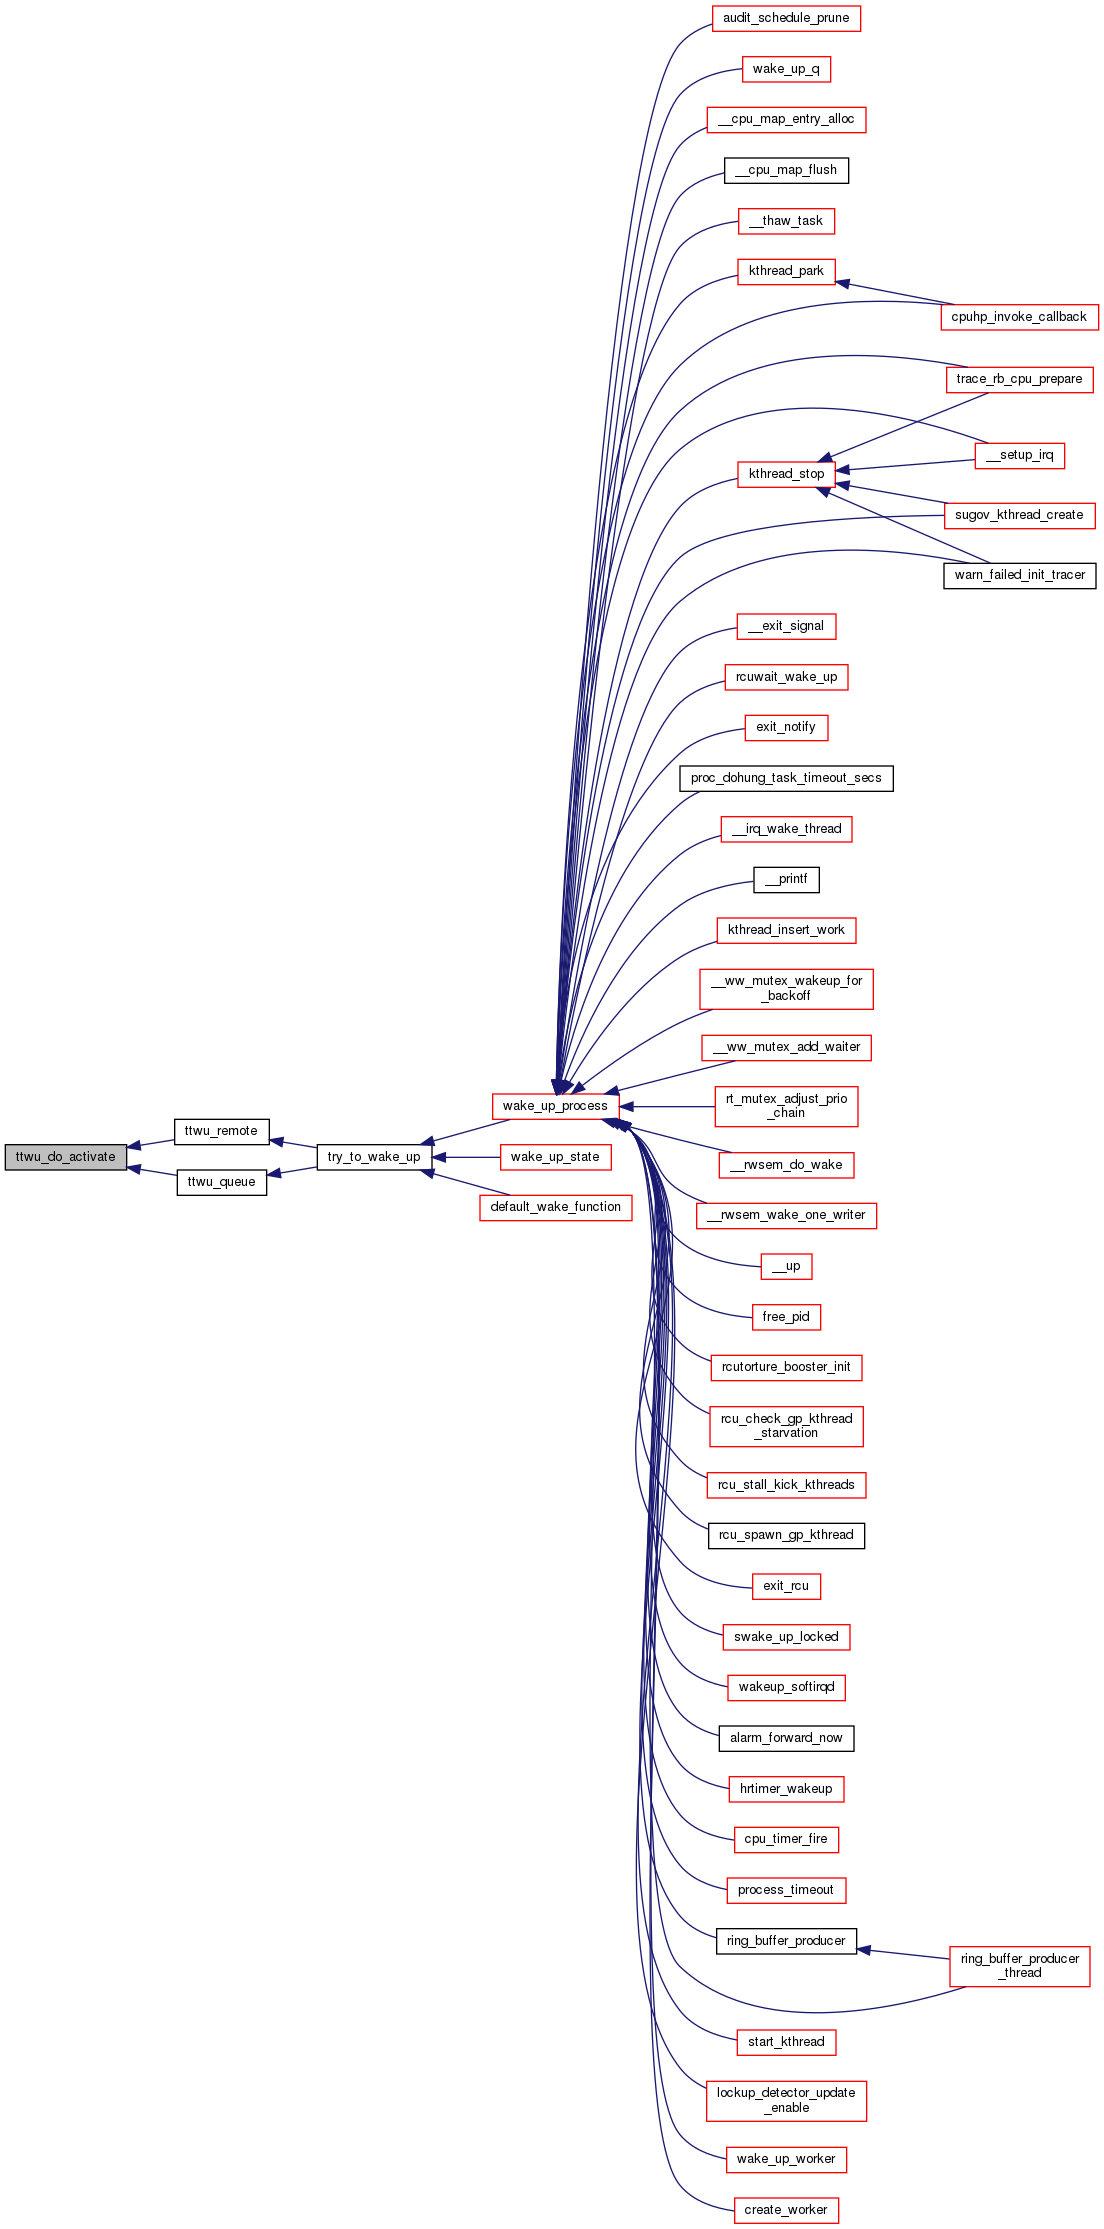 audit_schedule_prune
wake_up_q
__cpu_map_entry_alloc
__cpu_map_flush
__thaw_task
kthread_park
cpuhp_invoke_callback
trace_rb_cpu_prepare
__setup_irq
kthread_stop
sugov_kthread_create
warn_failed_init_tracer
__exit_signal
rcuwait_wake_up
exit_notify
proc_dohung_task_timeout_secs
__irq_wake_thread
__printf
kthread_insert_work
__ww_mutex_wakeup_for
_backoff
__ww_mutex_add_waiter
rt_mutex_adjust_prio
_chain
wake_up_process
ttwu_remote
ttwu_do_activate
try_to_wake_up
wake_up_state
__rwsem_do_wake
ttwu_queue
default_wake_function
__rwsem_wake_one_writer
__up
free_pid
rcutorture_booster_init
rcu_check_gp_kthread
_starvation
rcu_stall_kick_kthreads
rcu_spawn_gp_kthread
exit_rcu
swake_up_locked
wakeup_softirqd
alarm_forward_now
hrtimer_wakeup
cpu_timer_fire
process_timeout
ring_buffer_producer
ring_buffer_producer
_thread
start_kthread
lockup_detector_update
_enable
wake_up_worker
create_worker